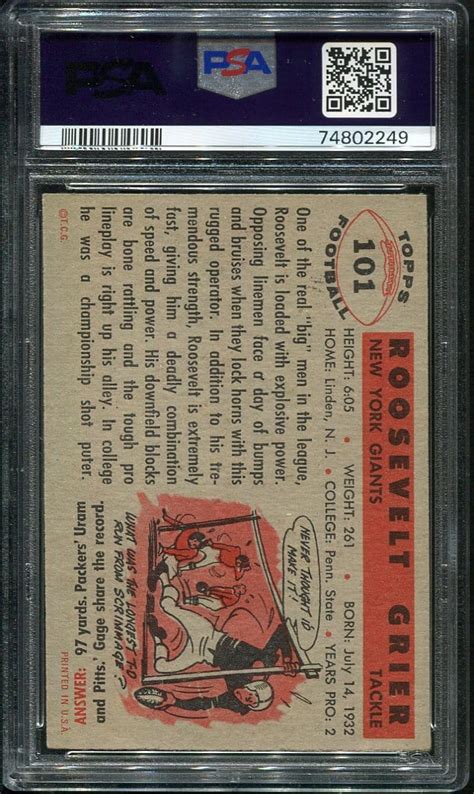 PSA
PSA
74802249
TOPPS
101
FOOTBALL
ROOSEVELT GRIER
NEW YORK GIANTS
TACKLE
HEIGHT: 6:05 • WEIGHT: 261 • BORN: July 14, 1932
HOME: Linden, N. J. • COLLEGE: Penn. State • YEARS PRO: 2
One of the real "big" men in the league,
Roosevelt is loaded with explosive power.
Opposing linemen face a day of bumps
and bruises when they lock horns with this
rugged operator. In addition to his tre-
mendous strength, Roosevelt is extremely
fast, giving him a deadly combination
of speed and power. His downfield blocks
are bone rattling and the tough pro
lineplay is right up his alley. In college
he was a championship shot puter.
©T.C.G.
NEVER THOUGHT I'D
MAKE IT!
WHAT WAS THE LONGEST T-D
RUN FROM SCRIMMAGE?
ANSWER: 97 yards. Packers' Uram
and Pitts.' Gage share the record.
PRINTED IN U.S.A.